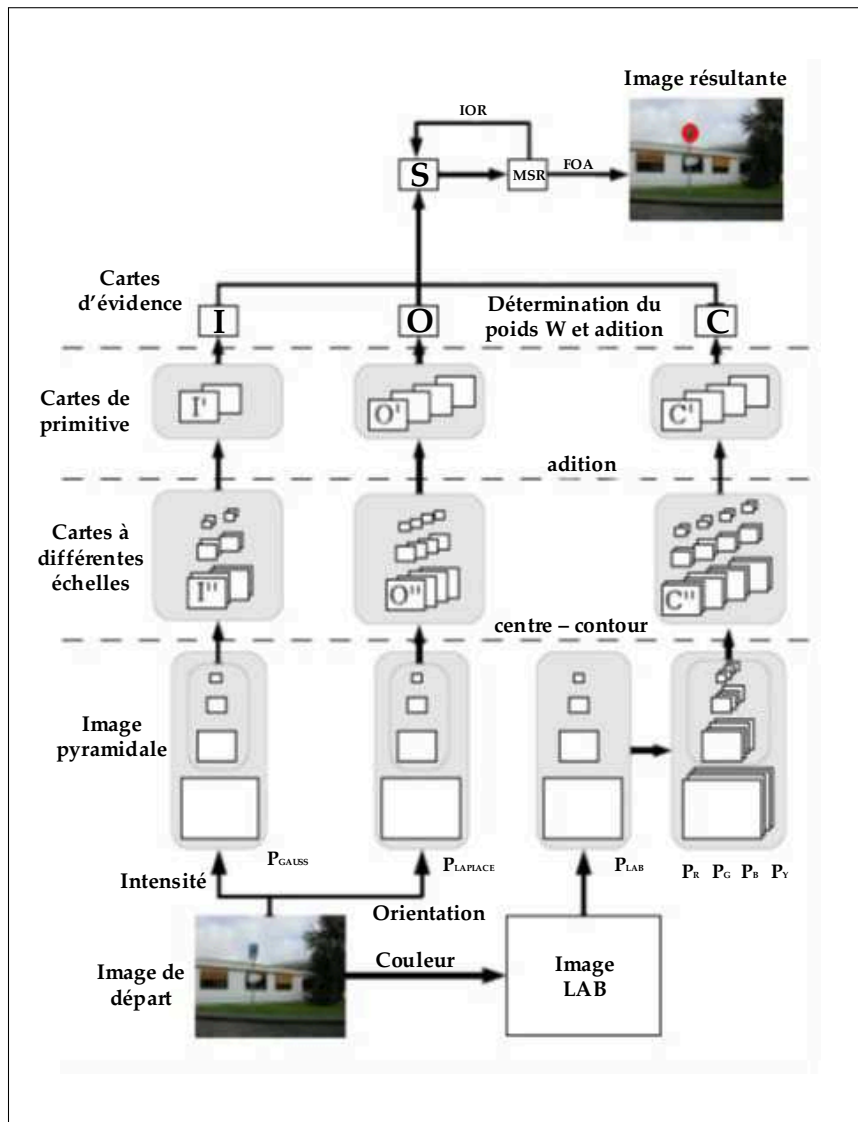 Image résultante
IOR
S
MSR
FOA
Cartes
d’évidence
I
O
C
Détermination du
poids W et adition
Cartes de
primitive
I'
O'
C'
adition
Cartes à
différentes
échelles
I''
O''
C''
centre – contour
Image
pyramidale
PGAUSS
PLAPLACE
PLAB
PR PG PB PY
Intensité
Orientation
Image de
départ
Couleur
Image
LAB